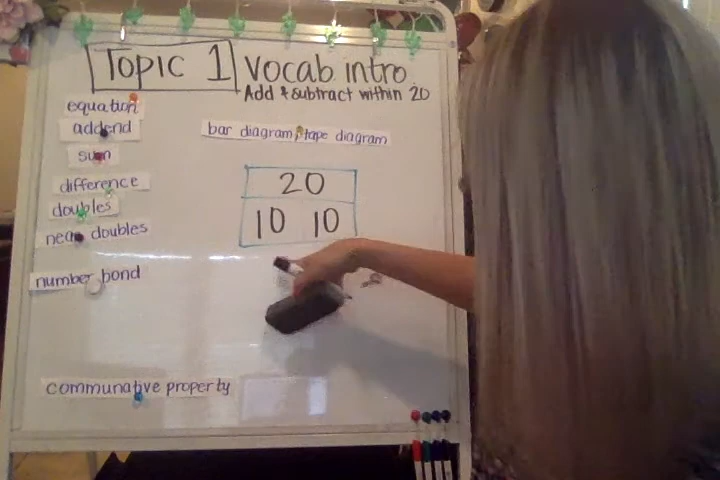 Topic 1 Vocab intro
Add & subtract within 20
equation
addend
sum
difference
doubles
near doubles
number bond
communative property
bar diagram/tape diagram
20
10 10